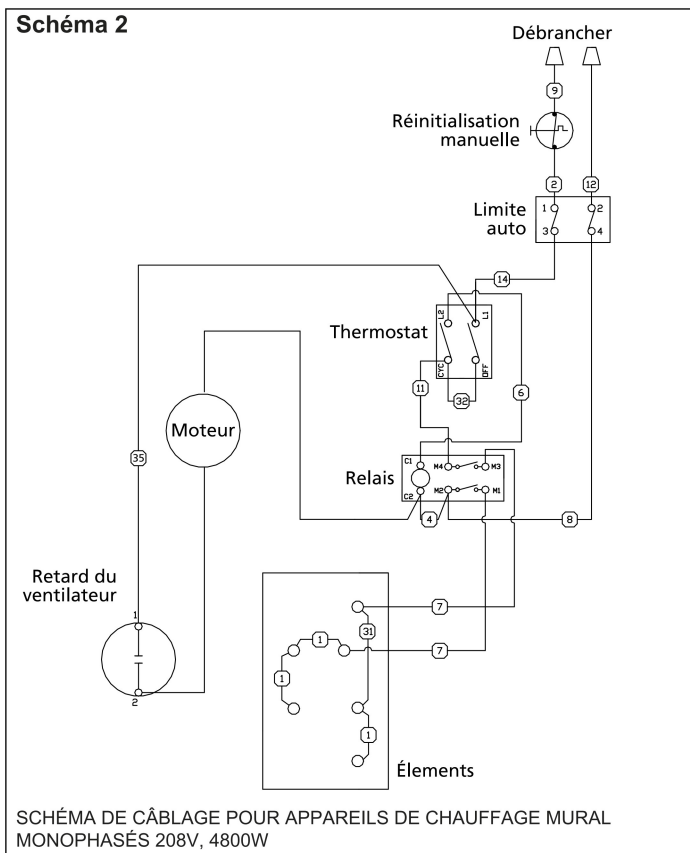 Schéma 2
Débrancher
9
Réinitialisation
manuelle
2
12
Limite
auto
1
2
3
4
14
L2
L1
Thermostat
CYC
OFF
11
32
6
Moteur
35
Relais
C1
M4
M3
C2
M2
M1
4
8
Retard du
ventilateur
1
2
7
31
1
7
1
1
Élements
SCHÉMA DE CÂBLAGE POUR APPAREILS DE CHAUFFAGE MURAL
MONOPHASÉS 208V, 4800W